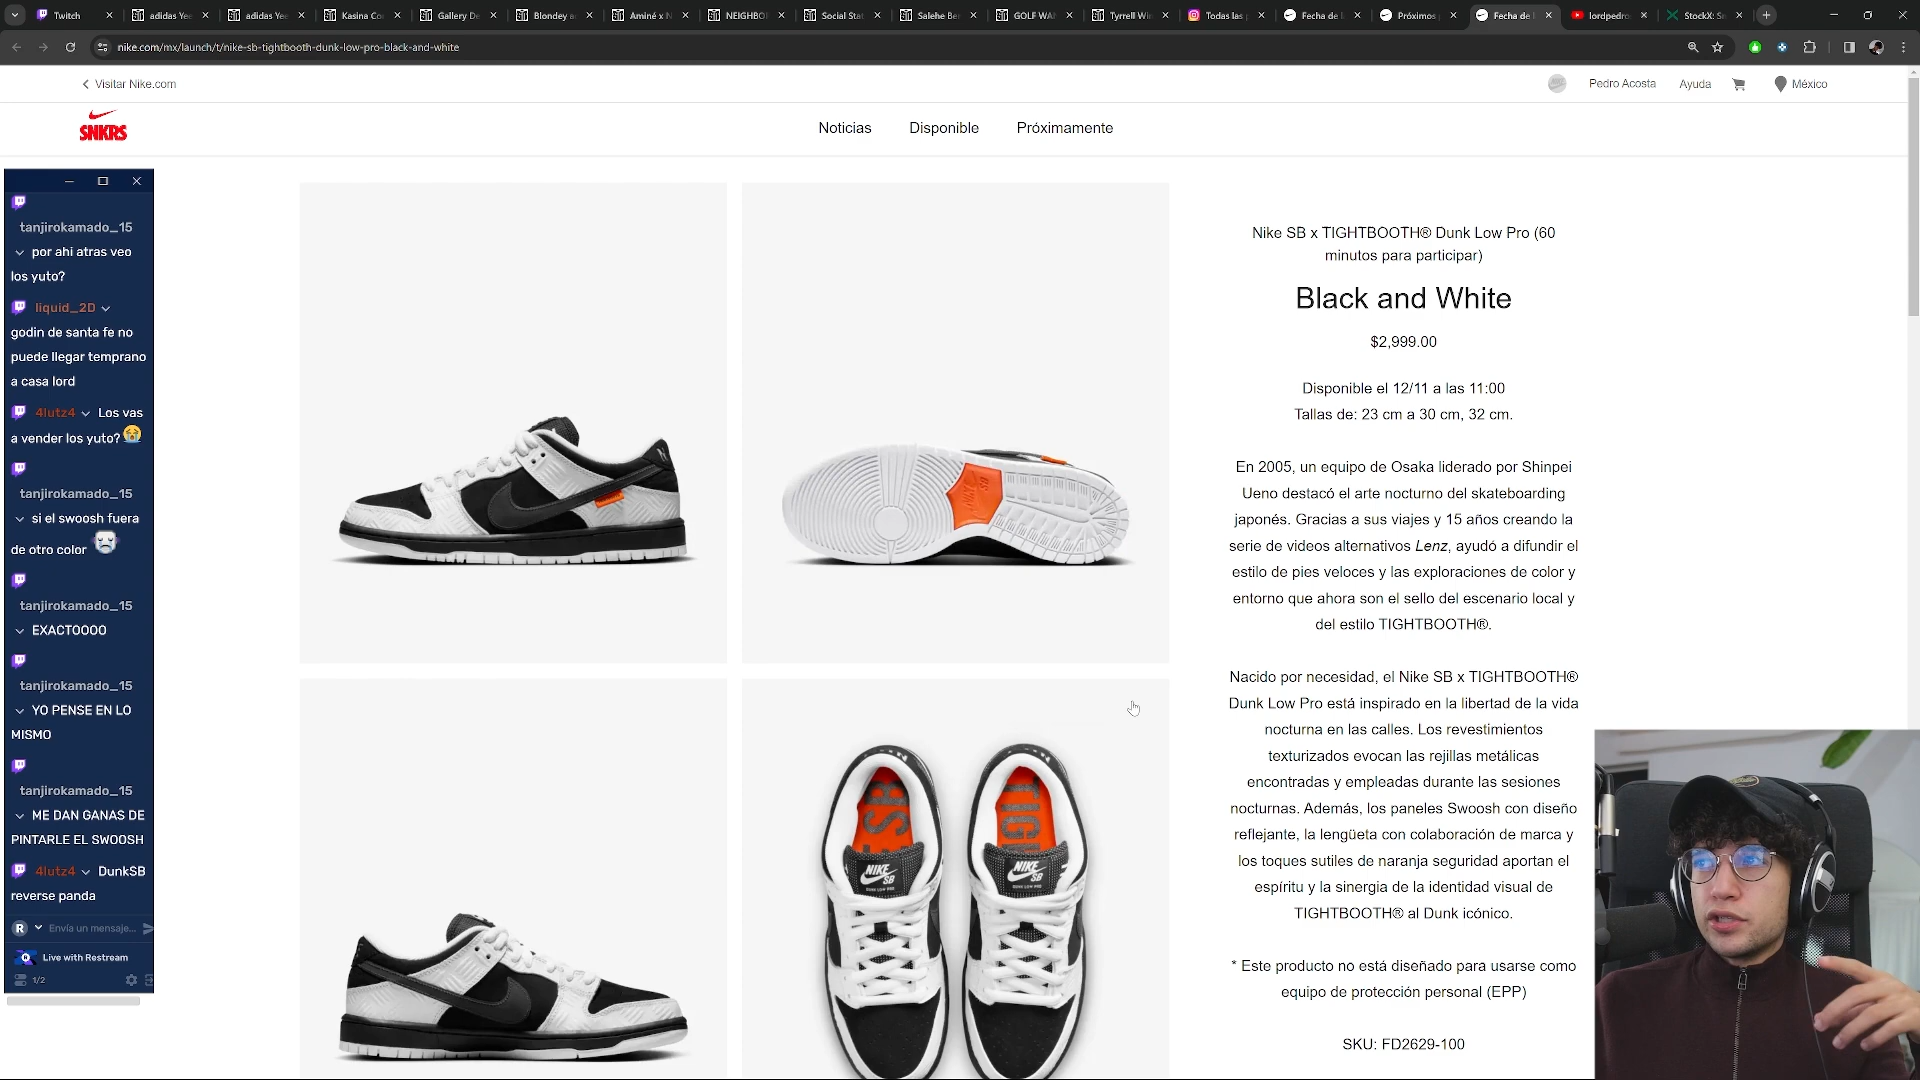 Twitch
adidas Yee
adidas Yee
Kasina Co
Gallery De
Blondey a
Aminé x N
NEIGHBO
Social Stat
Salehe Be
GOLF WA
Tyrrell Wi
Todas las
Fecha de l
Próximos
Fecha de l
lordpedro
StockX: S
nike.com/mx/launch/t/nike-sb-tightbooth-dunk-low-pro-black-and-white
Visitar Nike.com
Pedro Acosta
Ayuda
México
SNKRS
Noticias
Disponible
Próximamente
tanjirokamado_15
por ahi atras veo
los yuto?
liquid_2D
godin de santa fe no
puede llegar temprano
a casa lord
4lutz4 Los vas
a vender los yuto?
tanjirokamado_15
si el swoosh fuera
de otro color
tanjirokamado_15
EXACTOOOO
tanjirokamado_15
YO PENSE EN LO
MISMO
tanjirokamado_15
ME DAN GANAS DE
PINTARLE EL SWOOSH
4lutz4 DunkSB
reverse panda
R Envía un mensaje...
Live with Restream
1/2
NIKE
SB
DUNK LOW PRO
NIKE
SB
DUNK LOW PRO
Nike SB x TIGHTBOOTH® Dunk Low Pro (60
minutos para participar)
Black and White
$2,999.00
Disponible el 12/11 a las 11:00
Tallas de: 23 cm a 30 cm, 32 cm.
En 2005, un equipo de Osaka liderado por Shinpei
Ueno destacó el arte nocturno del skateboarding
japonés. Gracias a sus viajes y 15 años creando la
serie de videos alternativos Lenz, ayudó a difundir el
estilo de pies veloces y las exploraciones de color y
entorno que ahora son el sello del escenario local y
del estilo TIGHTBOOTH®.
Nacido por necesidad, el Nike SB x TIGHTBOOTH®
Dunk Low Pro está inspirado en la libertad de la vida
nocturna en las calles. Los revestimientos
texturizados evocan las rejillas metálicas
encontradas y empleadas durante las sesiones
nocturnas. Además, los paneles Swoosh con diseño
reflejante, la lengüeta con colaboración de marca y
los toques sutiles de naranja seguridad aportan el
espíritu y la sinergia de la identidad visual de
TIGHTBOOTH® al Dunk icónico.
* Este producto no está diseñado para usarse como
equipo de protección personal (EPP)
SKU: FD2629-100